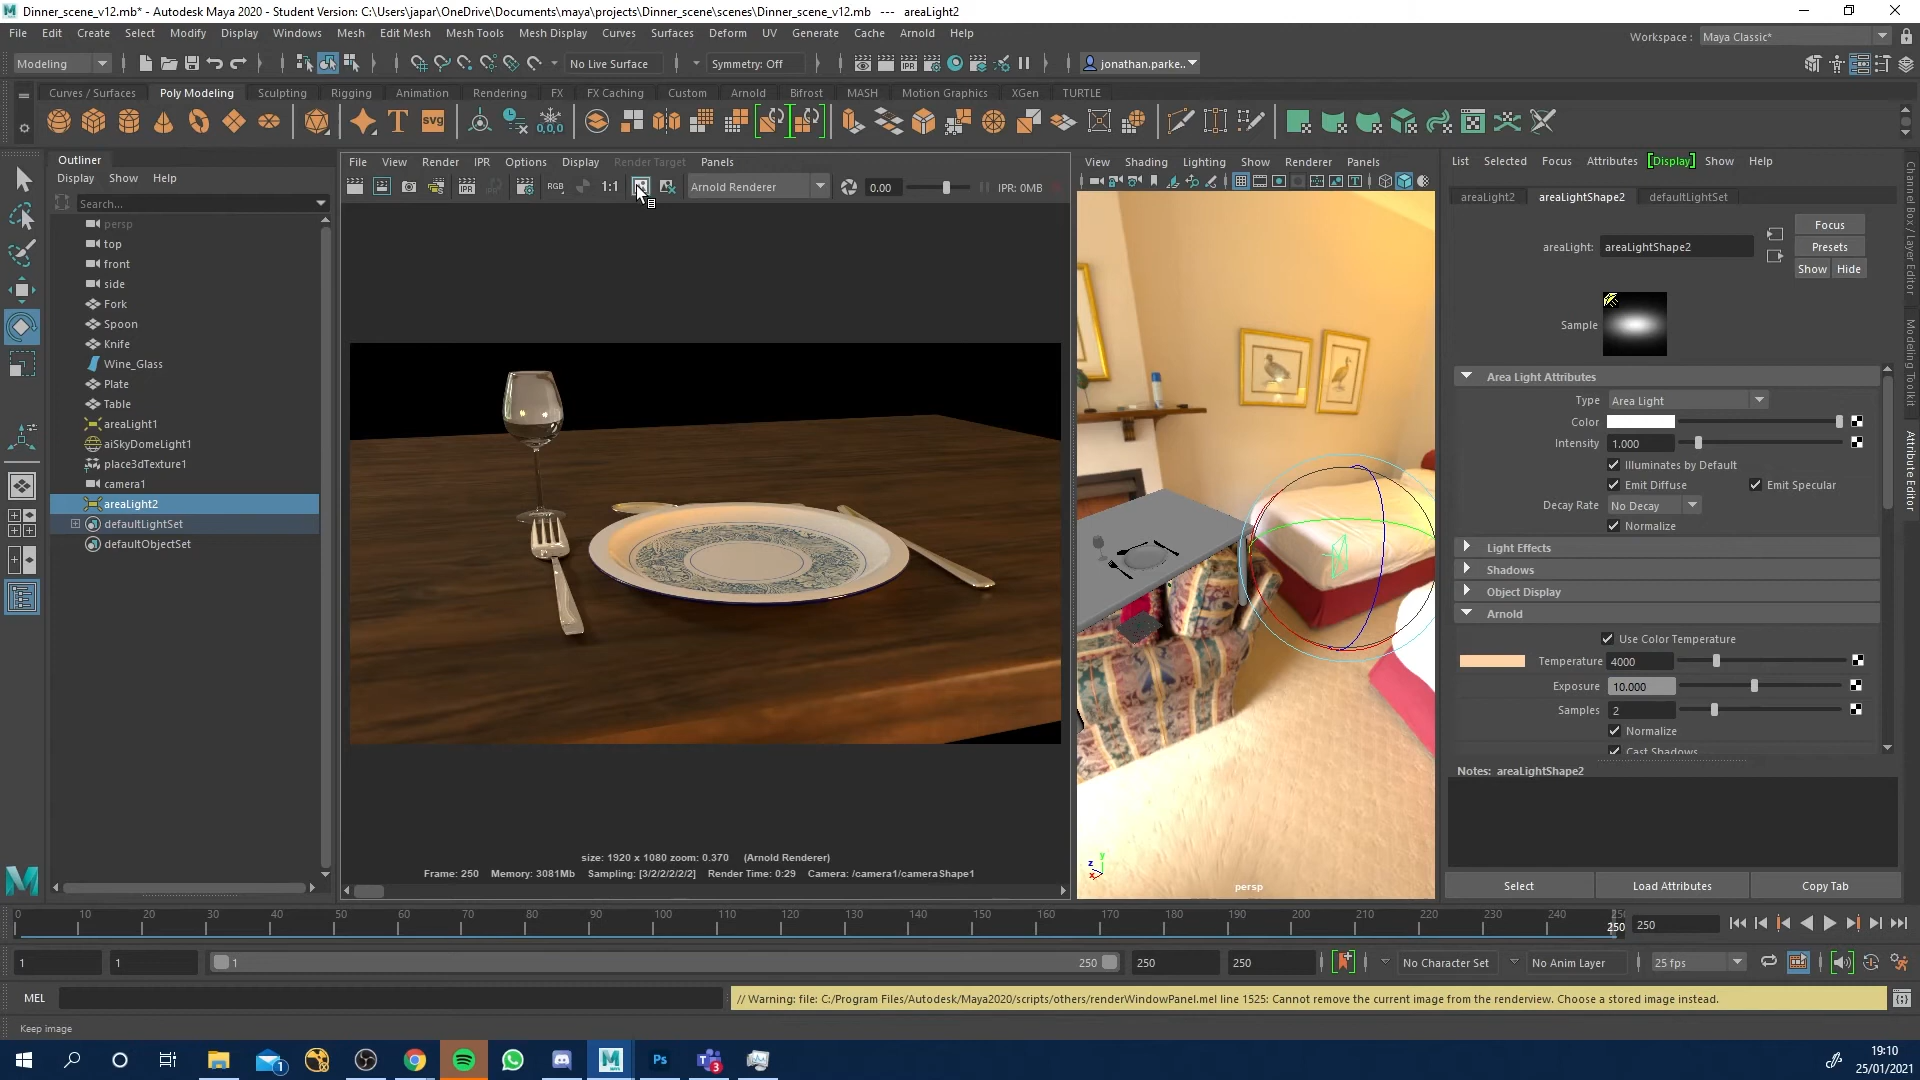 Dinner_scene_v12.mb* - Autodesk Maya 2020 - Student Version: C:\Users\japar\OneDrive\Documents\maya\projects\Dinner_scene\scenes\Dinner_scene_v12.mb --- areaLight2
File Edit Create Select Modify Display Windows Mesh Edit Mesh Mesh Tools Mesh Display Curves Surfaces Deform UV Generate Cache Arnold Help
Workspace : Maya Classic*
Modeling No Live Surface Symmetry: Off jonathan.parke..
Curves / Surfaces Poly Modeling Sculpting Rigging Animation Rendering FX FX Caching Custom Arnold Bifrost MASH Motion Graphics XGen TURTLE
Outliner
Display Show Help
Search...
persp
top
front
side
Fork
Spoon
Knife
Wine_Glass
Plate
Table
areaLight1
aiSkyDomeLight1
place3dTexture1
camera1
areaLight2
defaultLightSet
defaultObjectSet
File View Render IPR Options Display Render Target Panels
IPR RGB 1:1 Arnold Renderer 0.00 IPR: 0MB
size: 1920 x 1080 zoom: 0.370 (Arnold Renderer)
Frame: 250 Memory: 3081Mb Sampling: [3/2/2/2/2/2] Render Time: 0:29 Camera: /camera1/cameraShape1
View Shading Lighting Show Renderer Panels
persp
List Selected Focus Attributes [Display] Show Help
areaLight2 areaLightShape2 defaultLightSet
areaLight: areaLightShape2
Focus
Presets
Show Hide
Sample
Area Light Attributes
Type Area Light
Color
Intensity 1.000
Illuminates by Default
Emit Diffuse Emit Specular
Decay Rate No Decay
Normalize
Light Effects
Shadows
Object Display
Arnold
Use Color Temperature
Temperature 4000
Exposure 10.000
Samples 2
Normalize
Cast Shadows
Notes: areaLightShape2
Select Load Attributes Copy Tab
Channel Box / Layer Editor
Modeling Toolkit
Attribute Editor
0 10 20 30 40 50 60 70 80 90 100 110 120 130 140 150 160 170 180 190 200 210 220 230 240 250 250
1 1 1 250 250 250 No Character Set No Anim Layer 25 fps
MEL // Warning: file: C:/Program Files/Autodesk/Maya2020/scripts/others/renderWindowPanel.mel line 1525: Cannot remove the current image from the renderview. Choose a stored image instead.
Keep image
19:10
25/01/2021